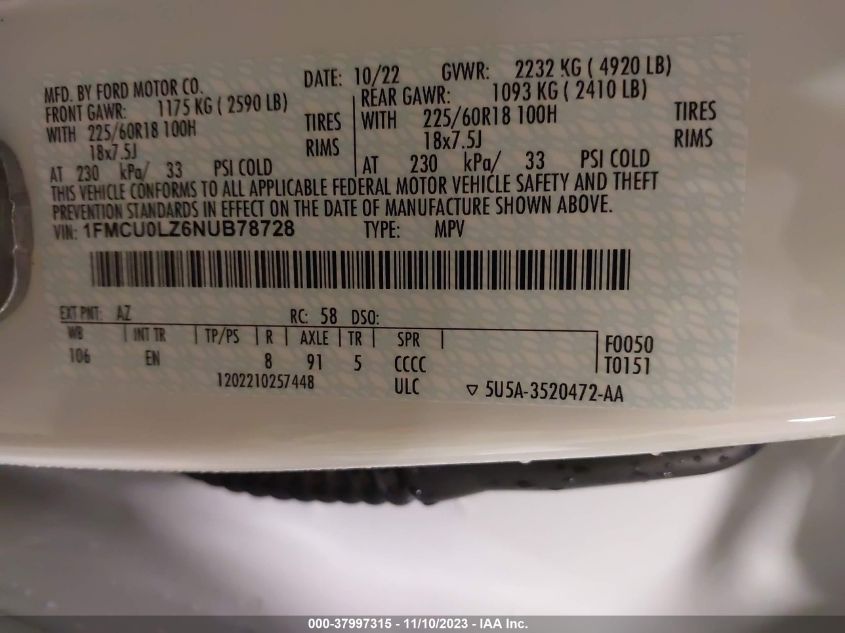 MFD. BY FORD MOTOR CO. DATE: 10/22 GVWR: 2232 KG ( 4920 LB)
FRONT GAWR: 1175 KG ( 2590 LB) REAR GAWR: 1093 KG ( 2410 LB)
WITH 225/60R18 100H TIRES WITH 225/60R18 100H TIRES
18x7.5J RIMS 18x7.5J RIMS
AT 230 kPa/ 33 PSI COLD AT 230 kPa/ 33 PSI COLD
THIS VEHICLE CONFORMS TO ALL APPLICABLE FEDERAL MOTOR VEHICLE SAFETY AND THEFT
PREVENTION STANDARDS IN EFFECT ON THE DATE OF MANUFACTURE SHOWN ABOVE.
VIN: 1FMCU0LZ6NUB78728 TYPE: MPV
EXT PNT: AZ RC: 58 DSO:
WB INT TR TP/PS R AXLE TR SPR F0050
106 EN 8 91 5 CCCC T0151
1202210257448 ULC ▽ 5U5A-3520472-AA
000-37997315 - 11/10/2023 - IAA Inc.